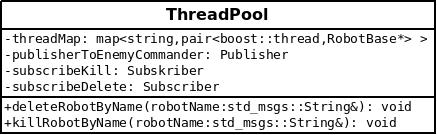 ThreadPool
-threadMap: map<string,pair<boost::thread,RobotBase*> >
-publisherToEnemyCommander: Publisher
-subscribeKill: Subskriber
-subscribeDelete: Subscriber
+deleteRobotByName(robotName:std_msgs::String&): void
+killRobotByName(robotName:std_msgs::String&): void